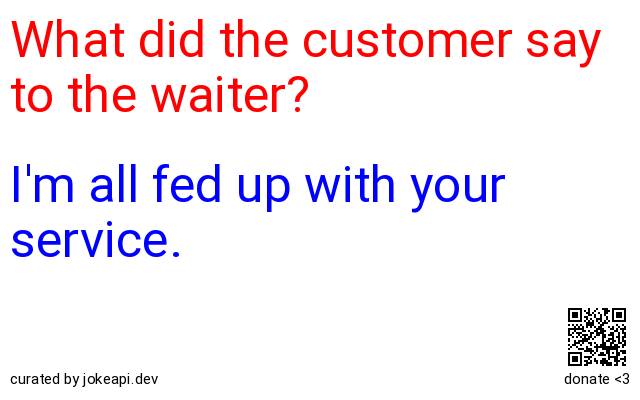 What did the customer say
to the waiter?
I'm all fed up with your
service.
curated by jokeapi.dev
donate <3